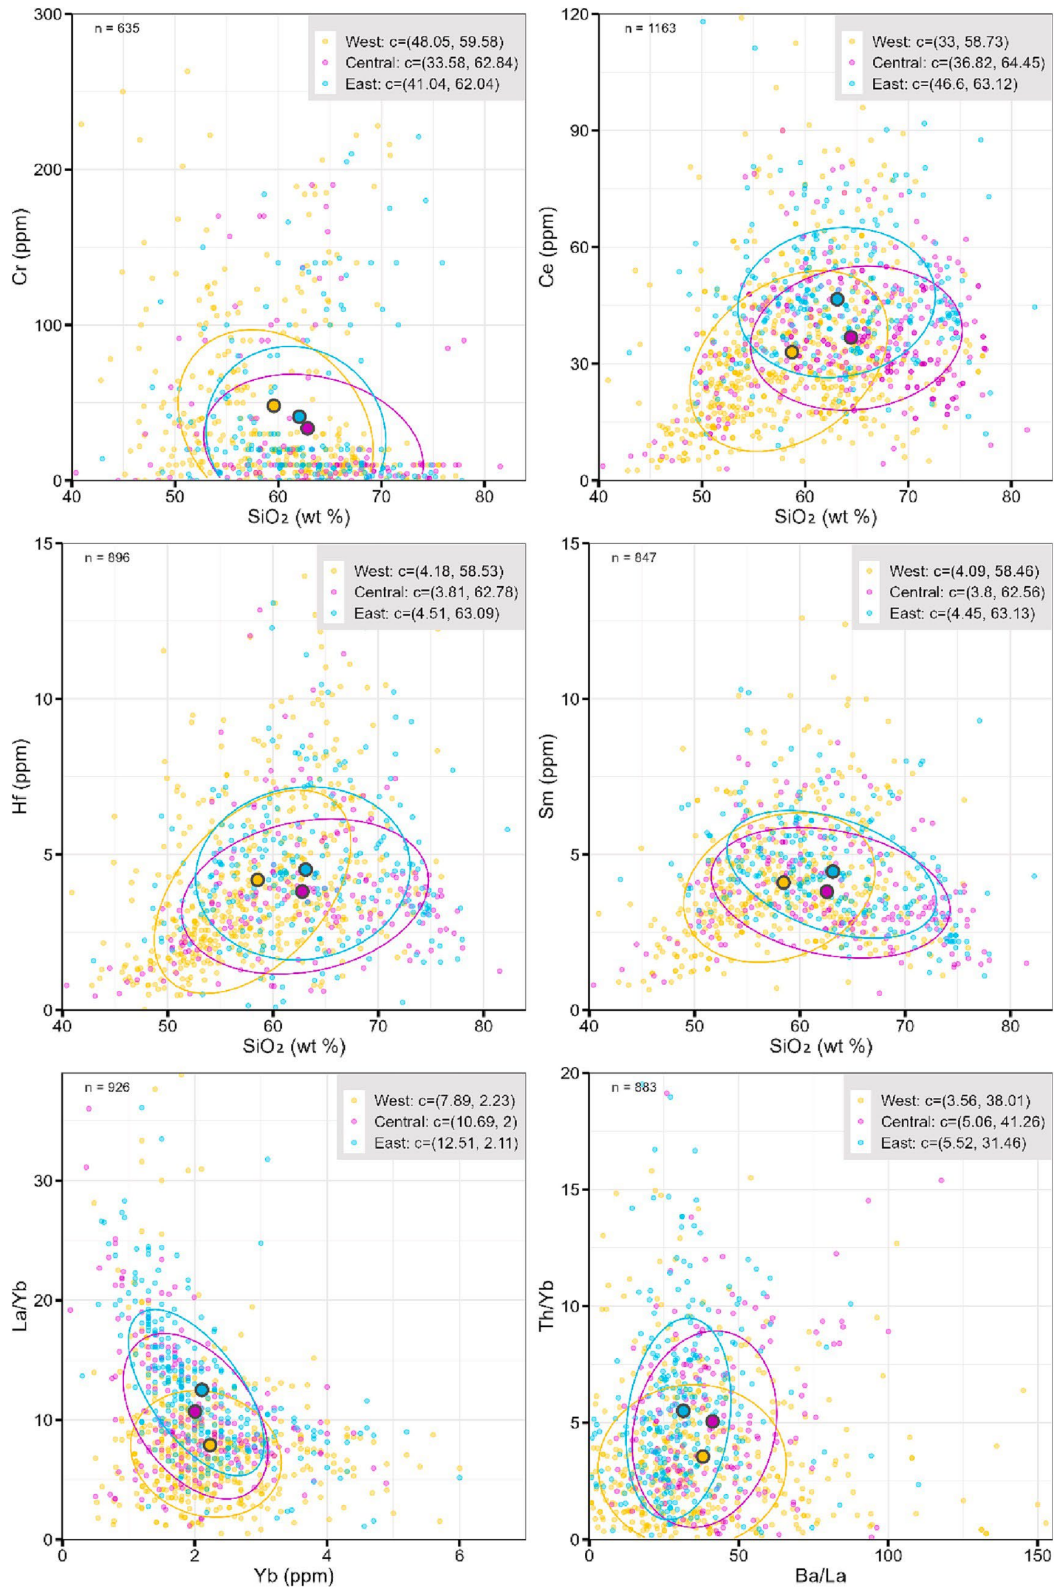 n = 635
West: c=(48.05, 59.58)
Central: c=(33.58, 62.84)
East: c=(41.04, 62.04)
300
200
100
0
Cr (ppm)
40 50 60 70 80
SiO₂ (wt %)
n = 1163
West: c=(33, 58.73)
Central: c=(36.82, 64.45)
East: c=(46.6, 63.12)
120
90
60
30
0
Ce (ppm)
40 50 60 70 80
SiO₂ (wt %)
n = 896
West: c=(4.18, 58.53)
Central: c=(3.81, 62.78)
East: c=(4.51, 63.09)
15
10
5
0
Hf (ppm)
40 50 60 70 80
SiO₂ (wt %)
n = 847
West: c=(4.09, 58.46)
Central: c=(3.8, 62.56)
East: c=(4.45, 63.13)
15
10
5
0
Sm (ppm)
40 50 60 70 80
SiO₂ (wt %)
n = 926
West: c=(7.89, 2.23)
Central: c=(10.69, 2)
East: c=(12.51, 2.11)
30
20
10
0
La/Yb
0 2 4 6
Yb (ppm)
n = 883
West: c=(3.56, 38.01)
Central: c=(5.06, 41.26)
East: c=(5.52, 31.46)
20
15
10
5
0
Th/Yb
0 50 100 150
Ba/La